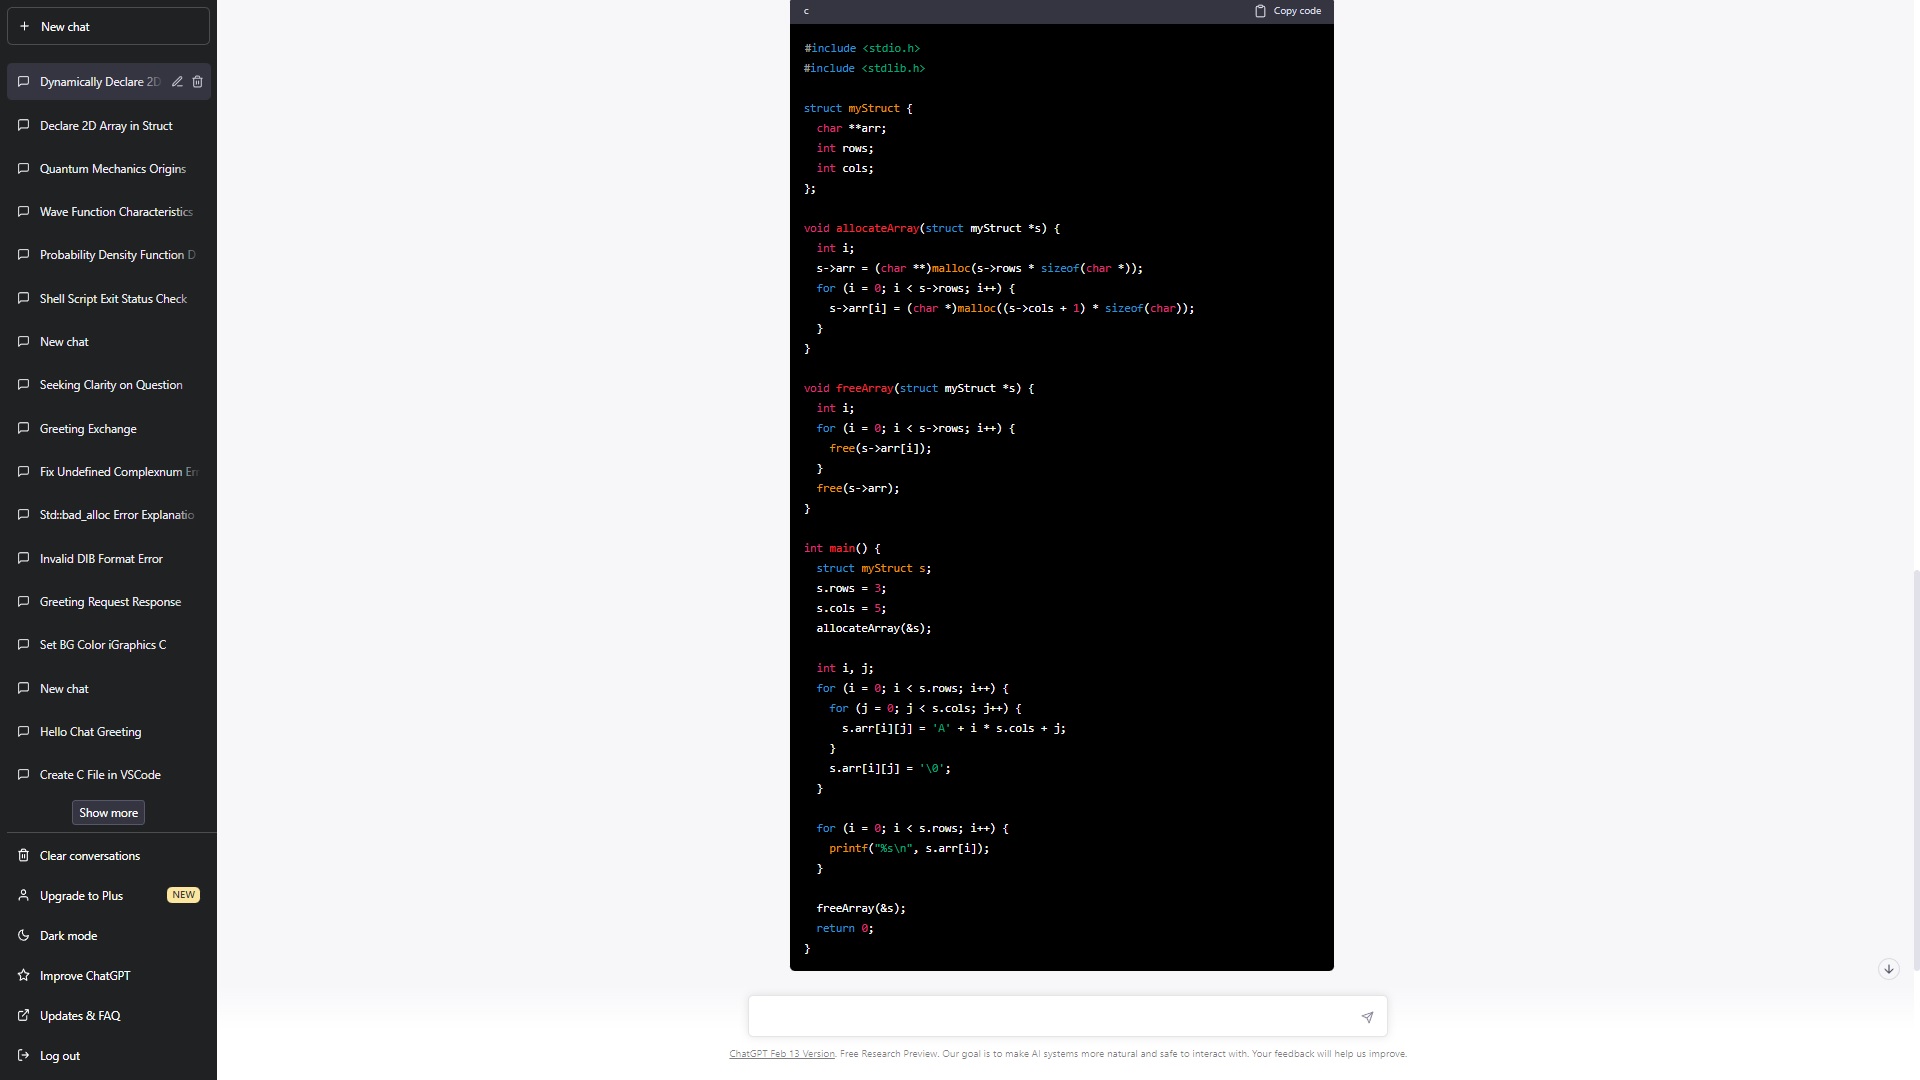 New chat
Dynamically Declare 2D
Declare 2D Array in Struct
Quantum Mechanics Origins
Wave Function Characteristics
Probability Density Function D
Shell Script Exit Status Check
New chat
Seeking Clarity on Question
Greeting Exchange
Fix Undefined Complexnum Err
Std::bad_alloc Error Explanatio
Invalid DIB Format Error
Greeting Request Response
Set BG Color iGraphics C
New chat
Hello Chat Greeting
Create C File in VSCode
Show more
Clear conversations
Upgrade to Plus NEW
Dark mode
Improve ChatGPT
Updates & FAQ
Log out
c Copy code
#include <stdio.h>
#include <stdlib.h>
struct myStruct {
  char **arr;
  int rows;
  int cols;
};
void allocateArray(struct myStruct *s) {
  int i;
  s->arr = (char **)malloc(s->rows * sizeof(char *));
  for (i = 0; i < s->rows; i++) {
    s->arr[i] = (char *)malloc((s->cols + 1) * sizeof(char));
  }
}
void freeArray(struct myStruct *s) {
  int i;
  for (i = 0; i < s->rows; i++) {
    free(s->arr[i]);
  }
  free(s->arr);
}
int main() {
  struct myStruct s;
  s.rows = 3;
  s.cols = 5;
  allocateArray(&s);
  int i, j;
  for (i = 0; i < s.rows; i++) {
    for (j = 0; j < s.cols; j++) {
      s.arr[i][j] = 'A' + i * s.cols + j;
    }
    s.arr[i][j] = '\0';
  }
  for (i = 0; i < s.rows; i++) {
    printf("%s\n", s.arr[i]);
  }
  freeArray(&s);
  return 0;
}
ChatGPT Feb 13 Version. Free Research Preview. Our goal is to make AI systems more natural and safe to interact with. Your feedback will help us improve.